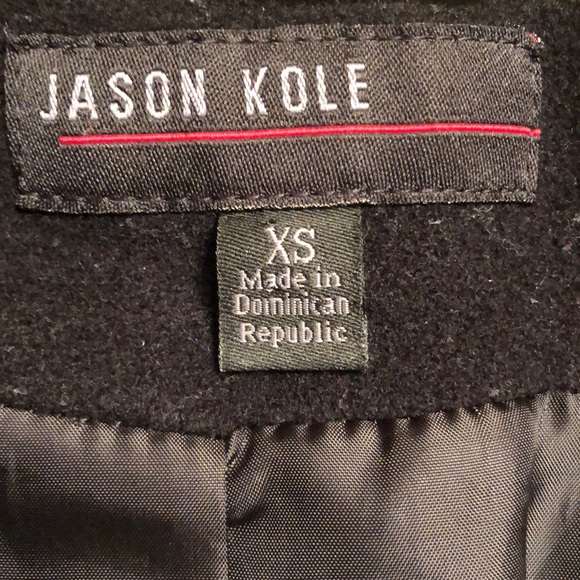 JASON KOLE
XS
Made in
Dominican
Republic